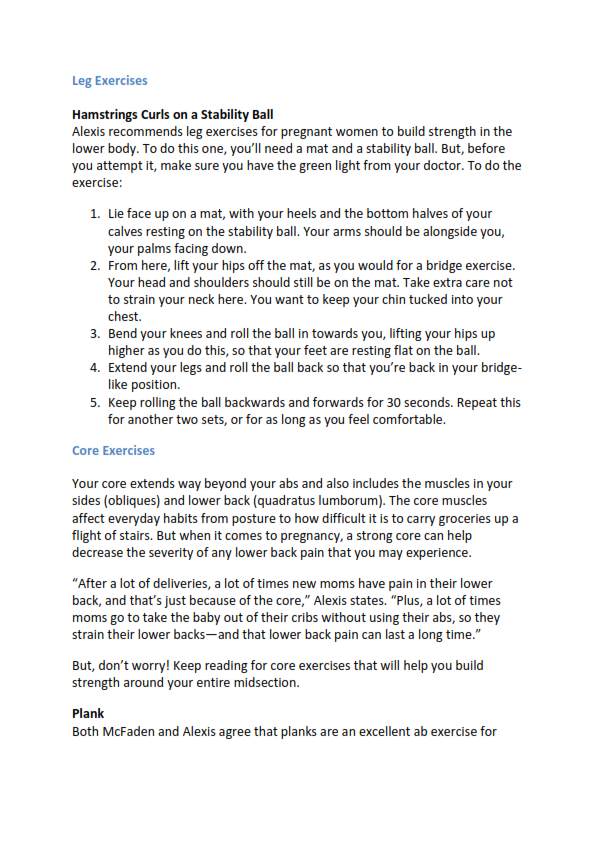 Leg Exercises
Hamstrings Curls on a Stability Ball
Alexis recommends leg exercises for pregnant women to build strength in the
lower body. To do this one, you'll need a mat and a stability ball. But, before
you attempt it, make sure you have the green light from your doctor. To do the
exercise:
1. Lie face up on a mat, with your heels and the bottom halves of your
calves resting on the stability ball. Your arms should be alongside you,
your palms facing down.
2. From here, lift your hips off the mat, as you would for a bridge exercise.
Your head and shoulders should still be on the mat. Take extra care not
to strain your neck here. You want to keep your chin tucked into your
chest.
3. Bend your knees and roll the ball in towards you, lifting your hips up
higher as you do this, so that your feet are resting flat on the ball.
4. Extend your legs and roll the ball back so that you're back in your bridge-
like position.
5. Keep rolling the ball backwards and forwards for 30 seconds. Repeat this
for another two sets, or for as long as you feel comfortable.
Core Exercises
Your core extends way beyond your abs and also includes the muscles in your
sides (obliques) and lower back (quadratus lumborum). The core muscles
affect everyday habits from posture to how difficult it is to carry groceries up a
flight of stairs. But when it comes to pregnancy, a strong core can help
decrease the severity of any lower back pain that you may experience.
“After a lot of deliveries, a lot of times new moms have pain in their lower
back, and that's just because of the core,” Alexis states. “Plus, a lot of times
moms go to take the baby out of their cribs without using their abs, so they
strain their lower backs—and that lower back pain can last a long time.”
But, don't worry! Keep reading for core exercises that will help you build
strength around your entire midsection.
Plank
Both McFaden and Alexis agree that planks are an excellent ab exercise for